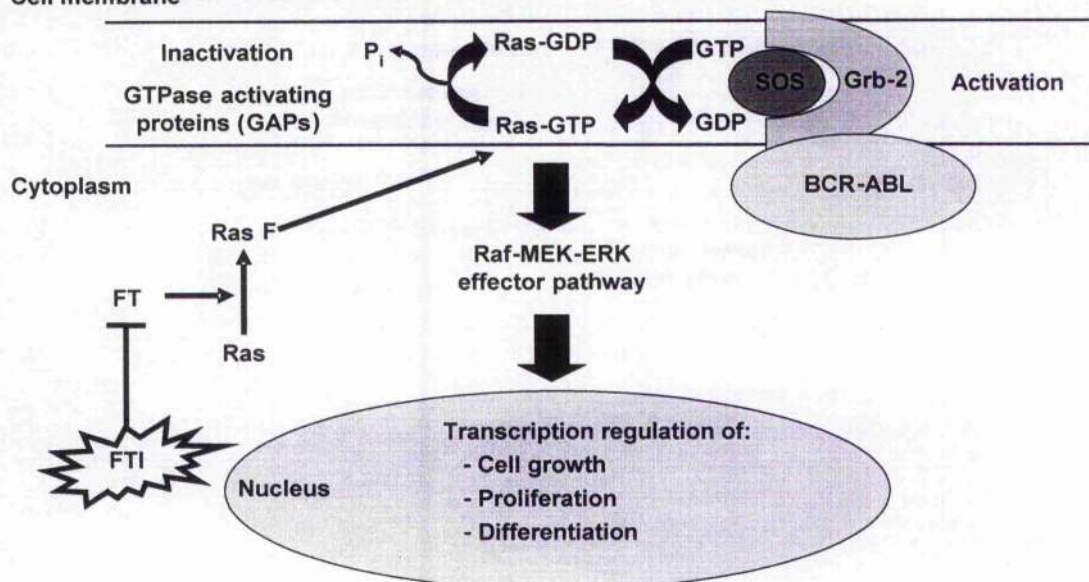 Cell membrane
Inactivation
GTPase activating
proteins (GAPs)
Pi
Ras-GDP
Ras-GTP
GTP
GDP
SOS
Grb-2
Activation
BCR-ABL
Cytoplasm
Ras F
FT
Ras
FTI
Raf-MEK-ERK
effector pathway
Nucleus
Transcription regulation of:
- Cell growth
- Proliferation
- Differentiation